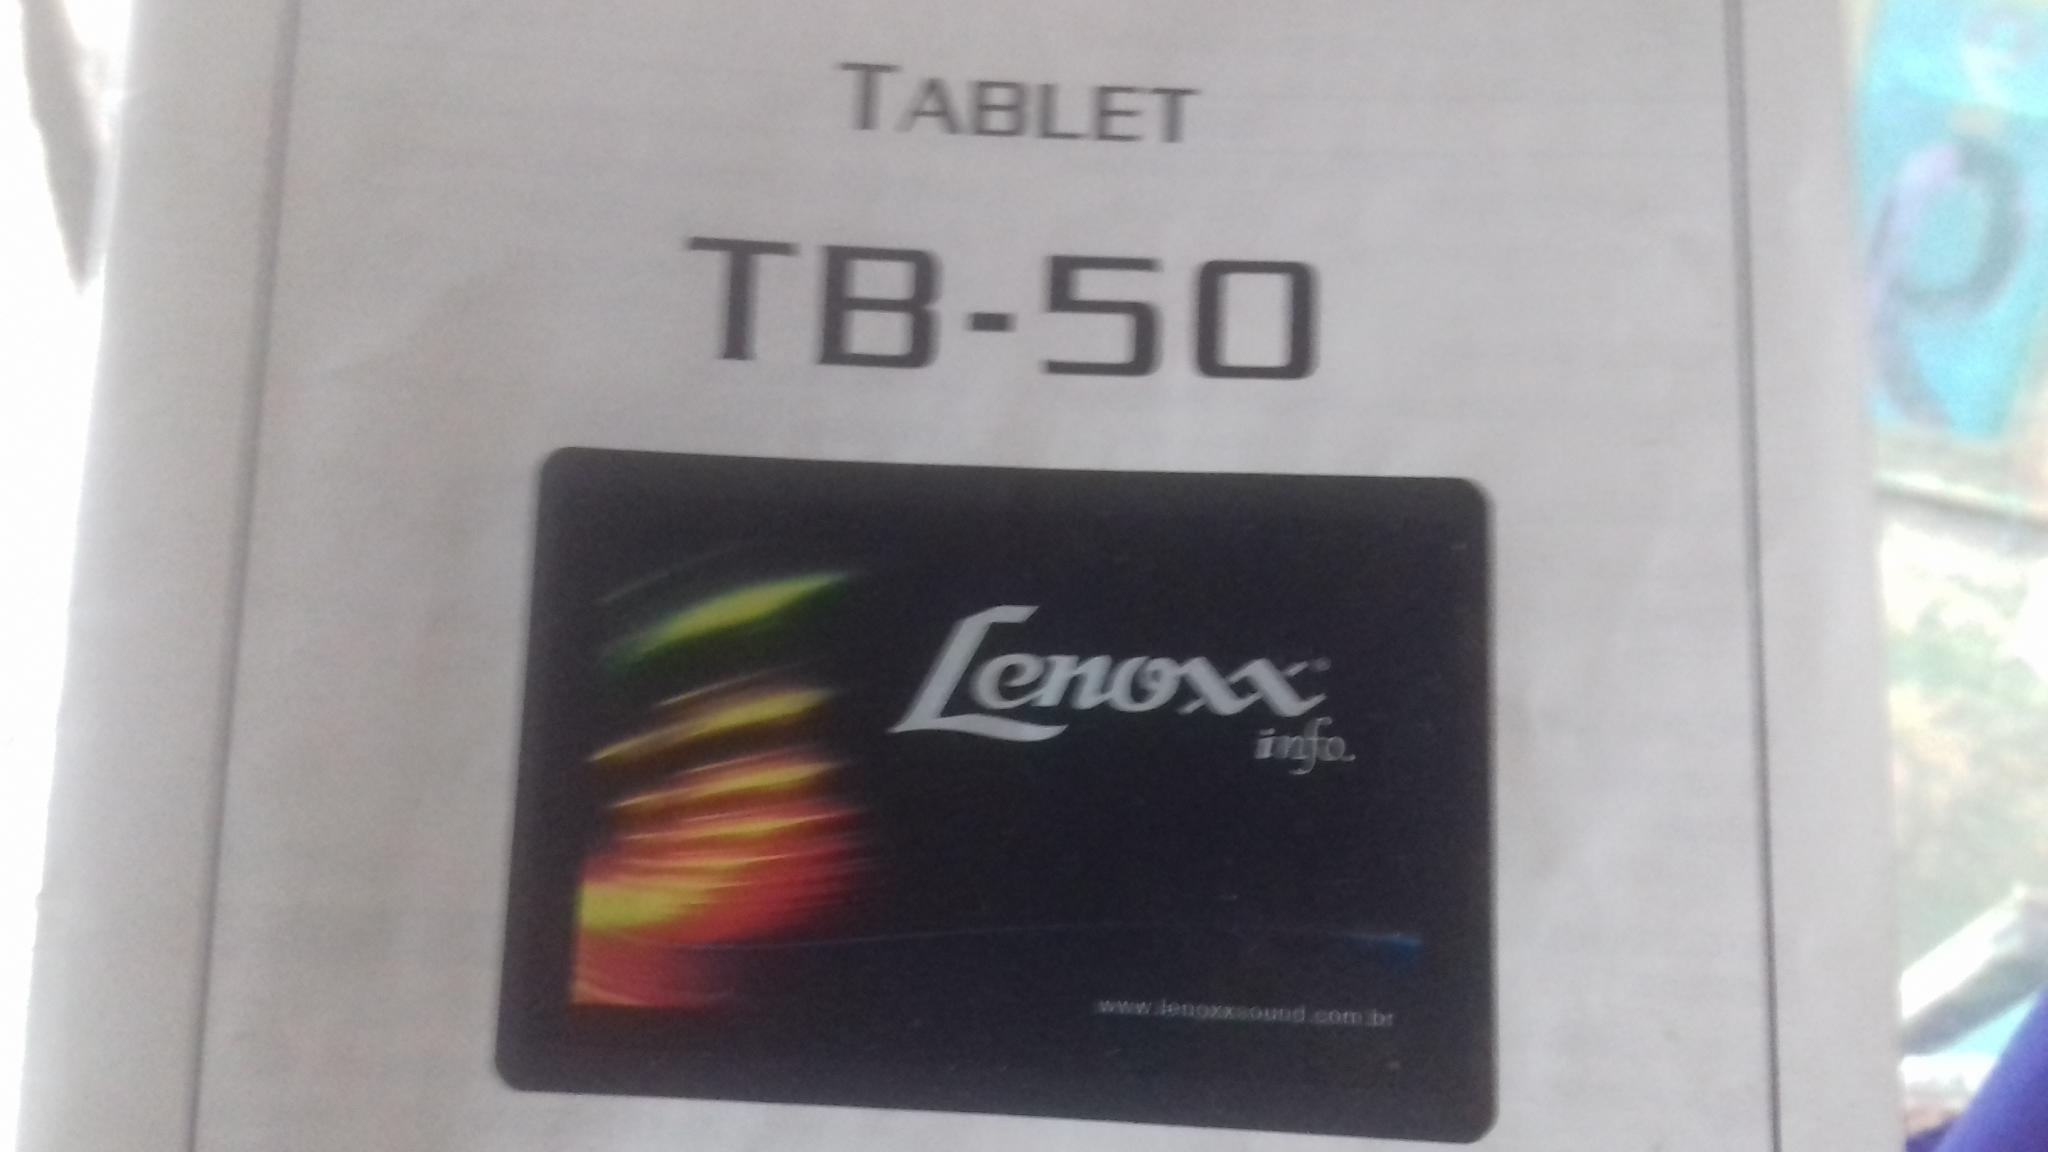 TABLET
TB-50
Lenoxx
info.
www.lenoxxsound.com.br